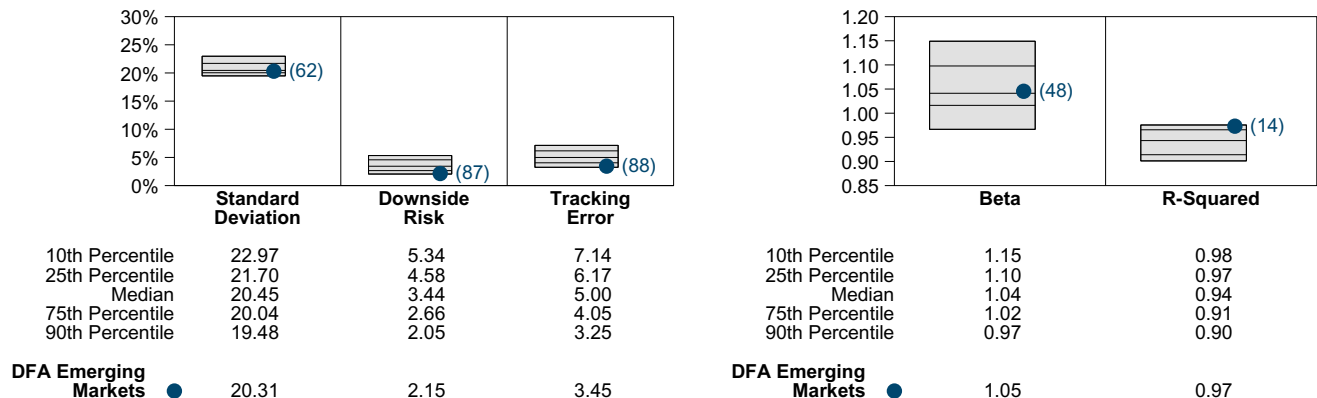 30%
25%
20%
15%
10%
5%
0%
(62)
(87)
(88)
Standard
Deviation
Downside
Risk
Tracking
Error
10th Percentile 22.97 5.34 7.14
25th Percentile 21.70 4.58 6.17
Median 20.45 3.44 5.00
75th Percentile 20.04 2.66 4.05
90th Percentile 19.48 2.05 3.25
DFA Emerging
Markets 20.31 2.15 3.45
1.20
1.15
1.10
1.05
1.00
0.95
0.90
0.85
(48)
(14)
Beta R-Squared
10th Percentile 1.15 0.98
25th Percentile 1.10 0.97
Median 1.04 0.94
75th Percentile 1.02 0.91
90th Percentile 0.97 0.90
DFA Emerging
Markets 1.05 0.97